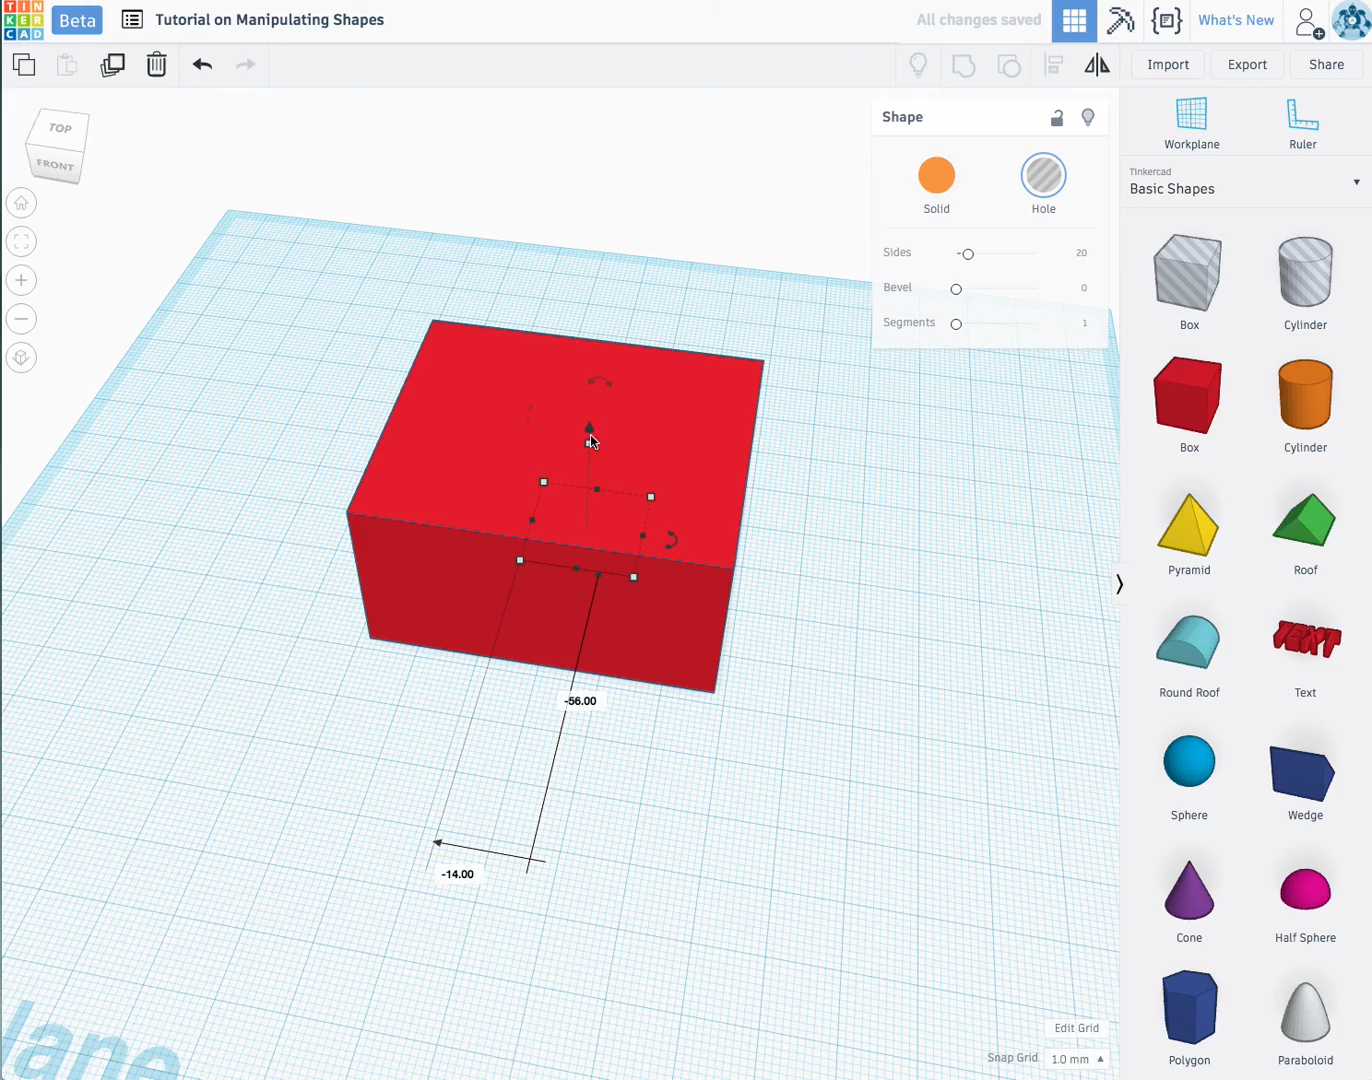 TIN
KER
CAD
Beta
Tutorial on Manipulating Shapes
All changes saved
What's New
Import
Export
Share
TOP
FRONT
Shape
Solid
Hole
Sides
20
Bevel
0
Segments
1
Workplane
Ruler
Tinkercad
Basic Shapes
Box
Cylinder
Box
Cylinder
Pyramid
Roof
Round Roof
TEXT
Text
Sphere
Wedge
Cone
Half Sphere
Polygon
Paraboloid
-56.00
-14.00
lane
Edit Grid
Snap Grid
1.0 mm